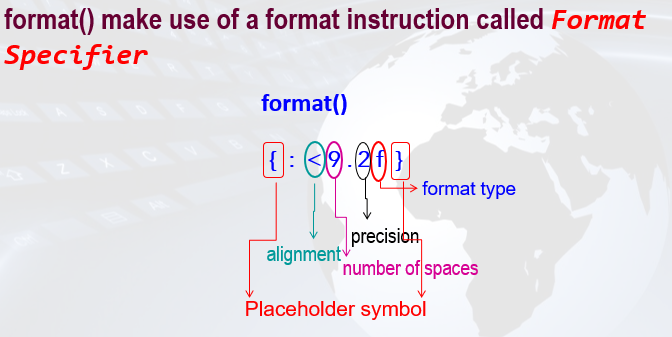 format() make use of a format instruction called Format
Specifier
format()
{ : < 9 . 2 f }
format type
precision
alignment
number of spaces
Placeholder symbol